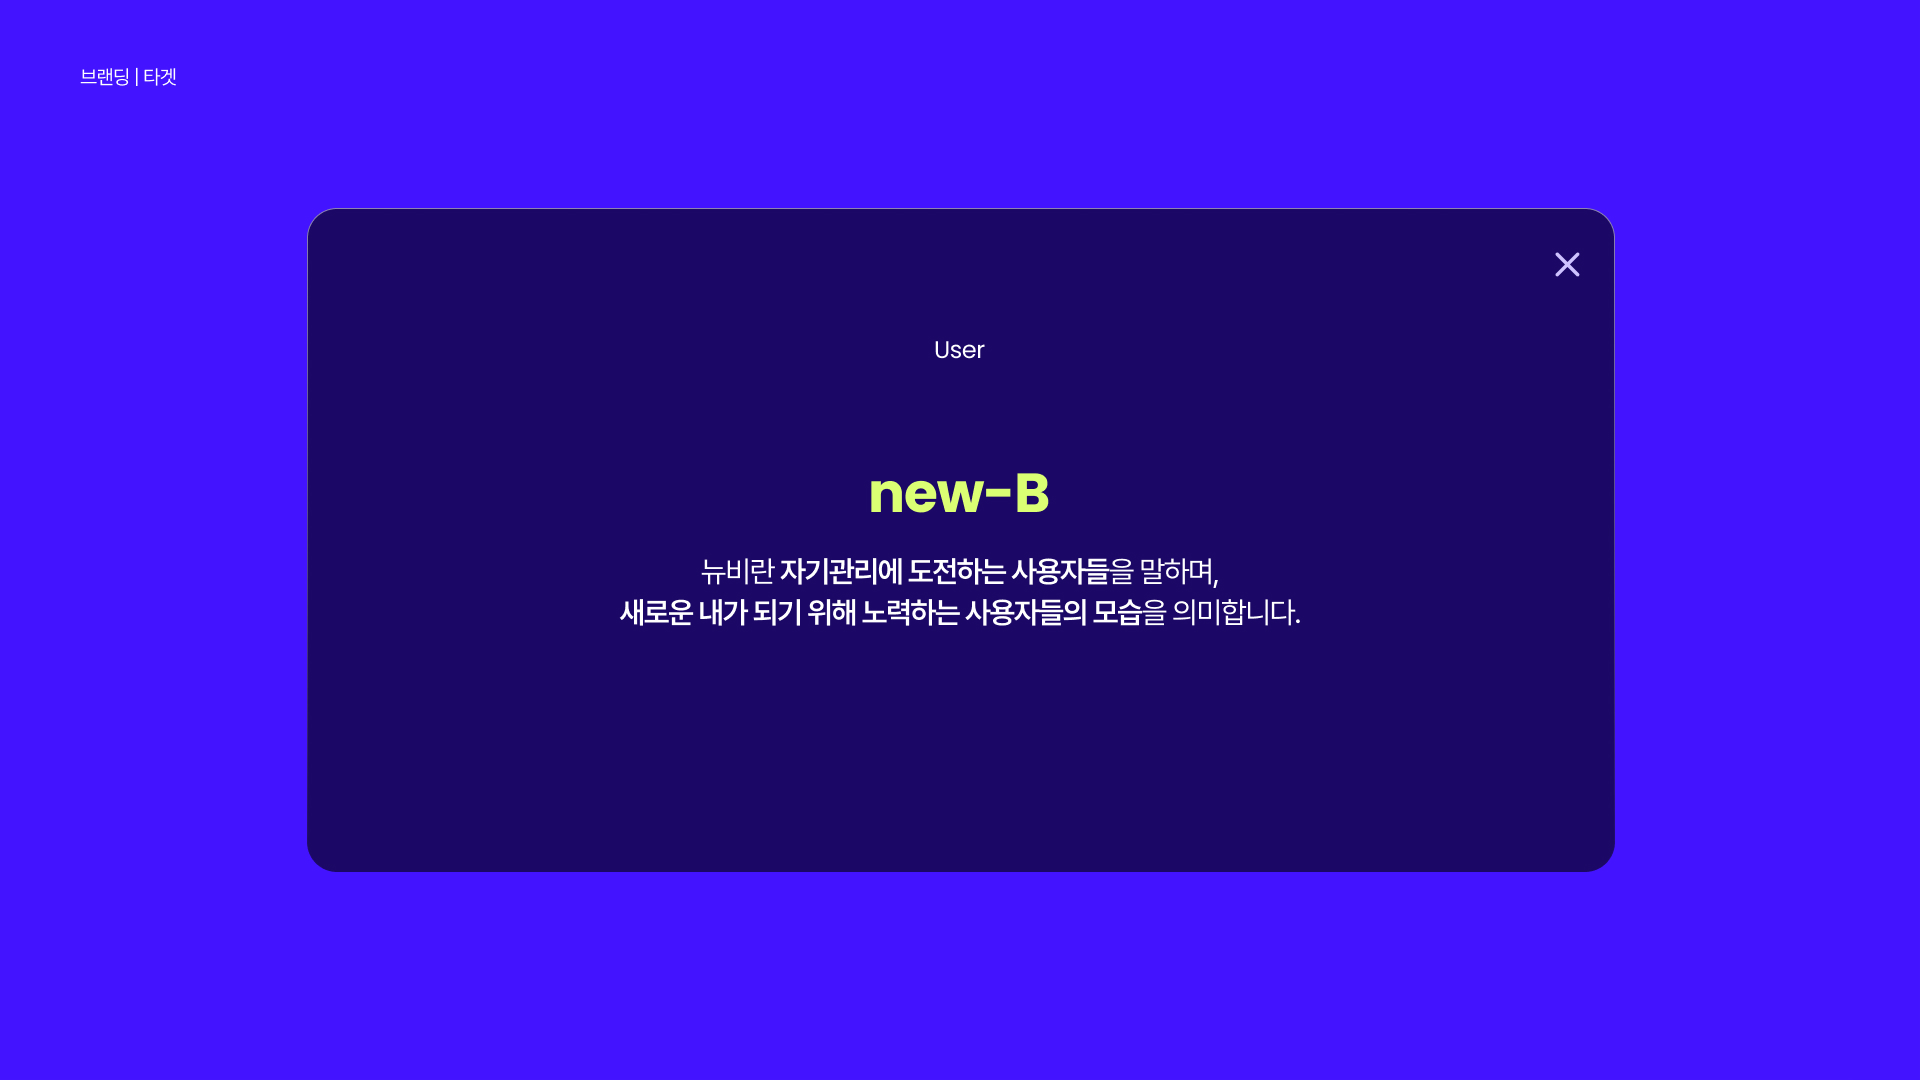 브랜딩 | 타겟
User
new-B
뉴비란 자기관리에 도전하는 사용자들을 말하며,
새로운 내가 되기 위해 노력하는 사용자들의 모습을 의미합니다.